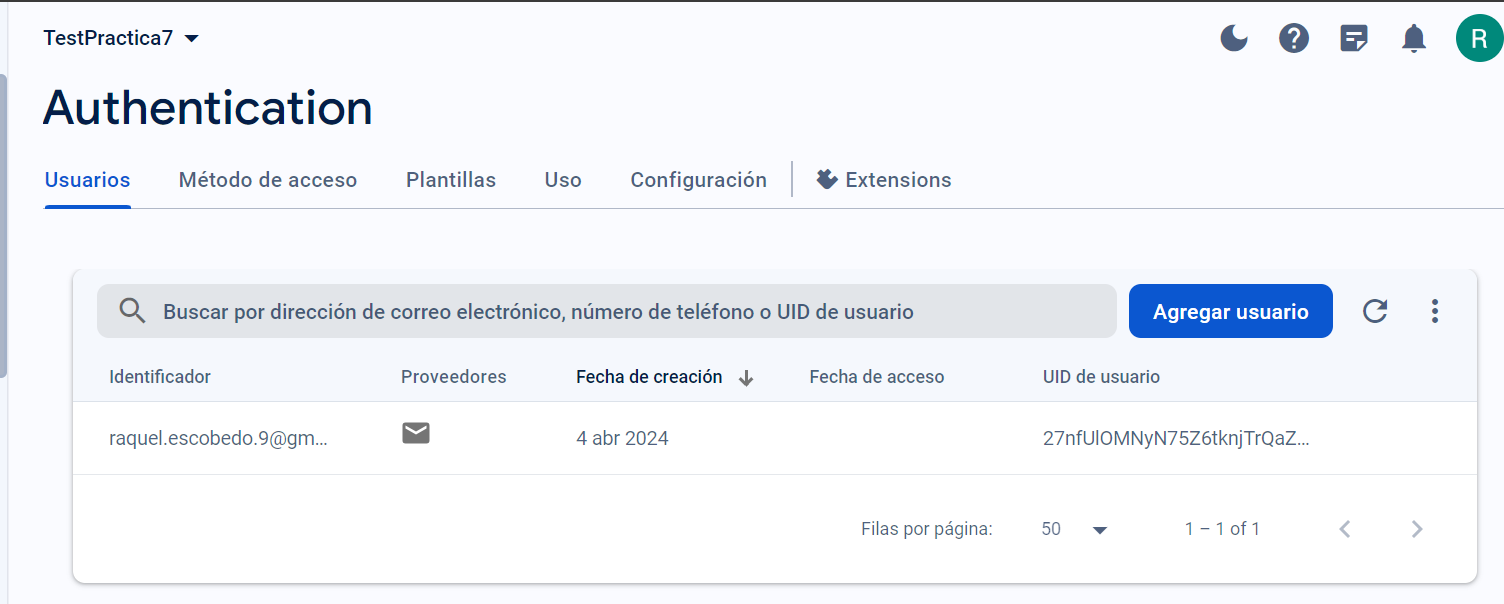 TestPractica7
R
Authentication
Usuarios Método de acceso Plantillas Uso Configuración Extensions
Buscar por dirección de correo electrónico, número de teléfono o UID de usuario Agregar usuario
Identificador Proveedores Fecha de creación Fecha de acceso UID de usuario
raquel.escobedo.9@gm... 4 abr 2024 27nfUlOMNyN75Z6tknjTrQaZ...
Filas por página: 50 1 – 1 of 1